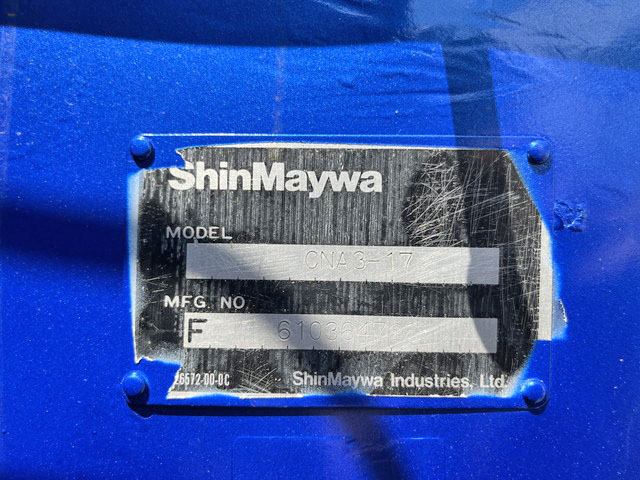 ShinMaywa
MODEL
CNA3-17
MFG. NO
F
ShinMaywa Industries, Ltd.